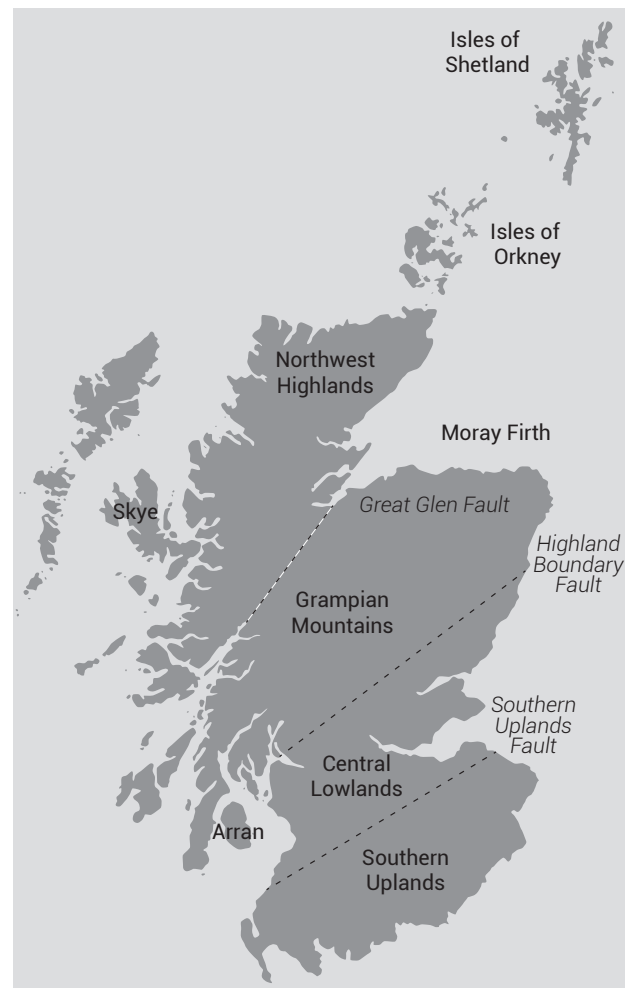 Isles of
Shetland
Isles of
Orkney
Northwest
Highlands
Moray Firth
Skye
Great Glen Fault
Highland
Boundary
Fault
Grampian
Mountains
Southern
Uplands
Fault
Central
Lowlands
Arran
Southern
Uplands